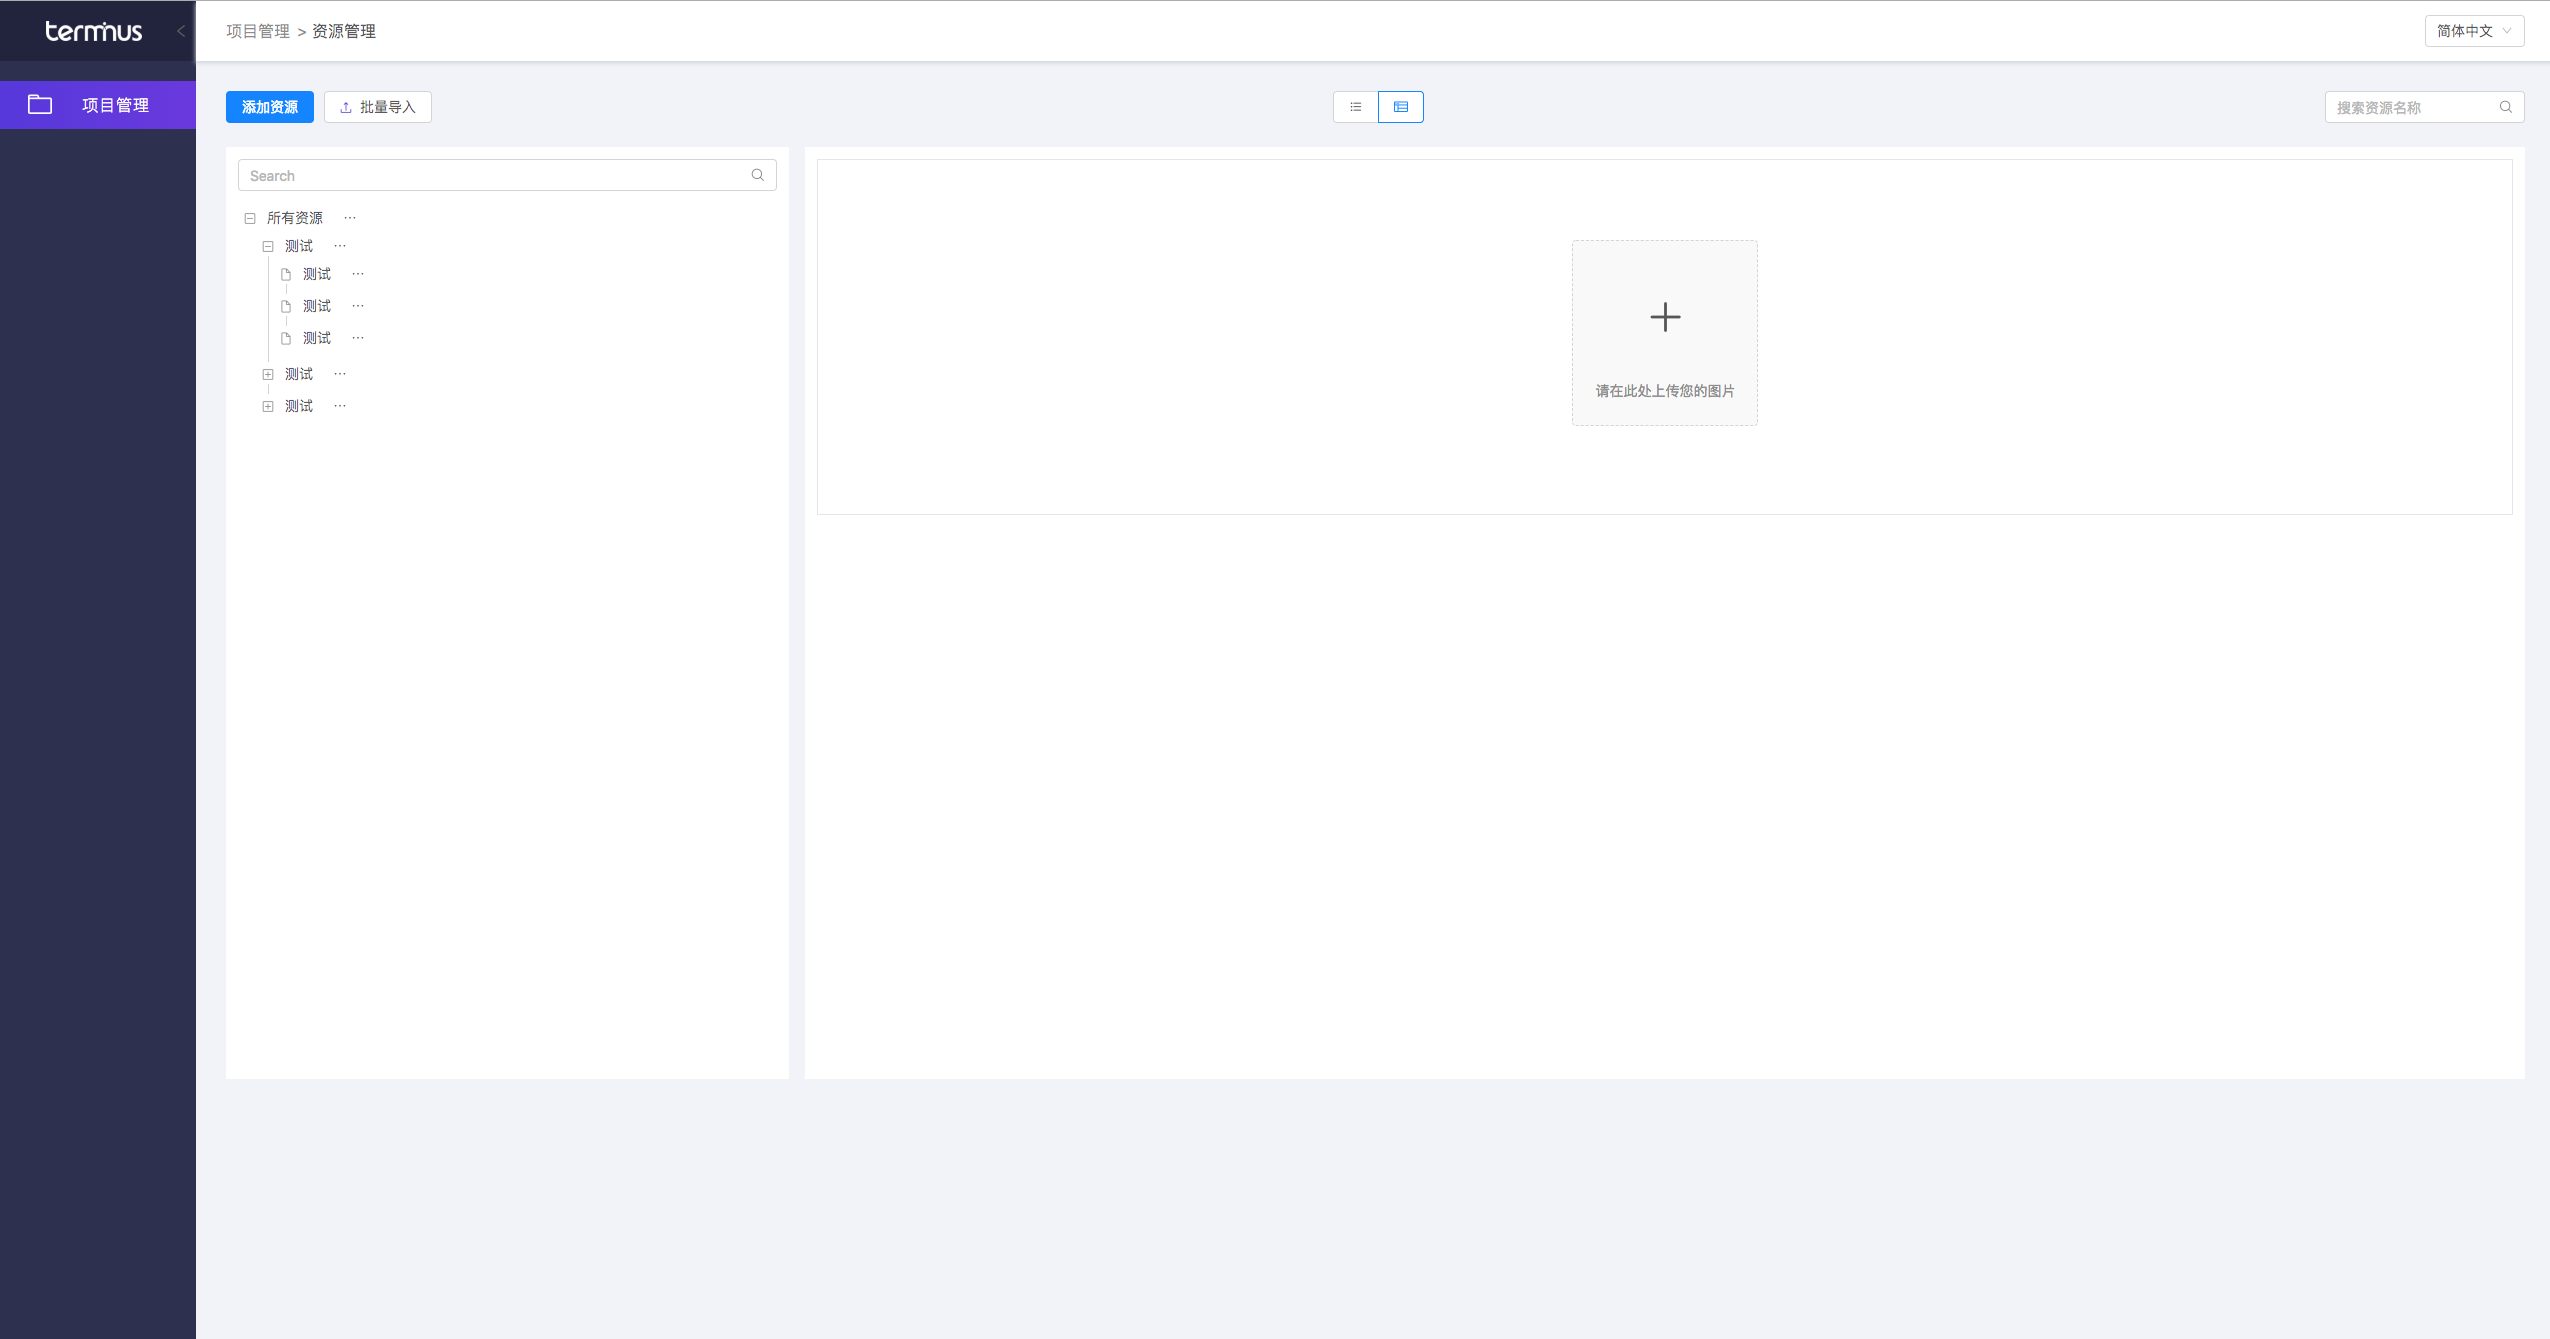 terminus
项目管理 > 资源管理
简体中文
项目管理
添加资源
批量导入
搜索资源名称
Search
所有资源 ···
测试 ···
测试 ···
测试 ···
测试 ···
测试 ···
测试 ···
请在此处上传您的图片